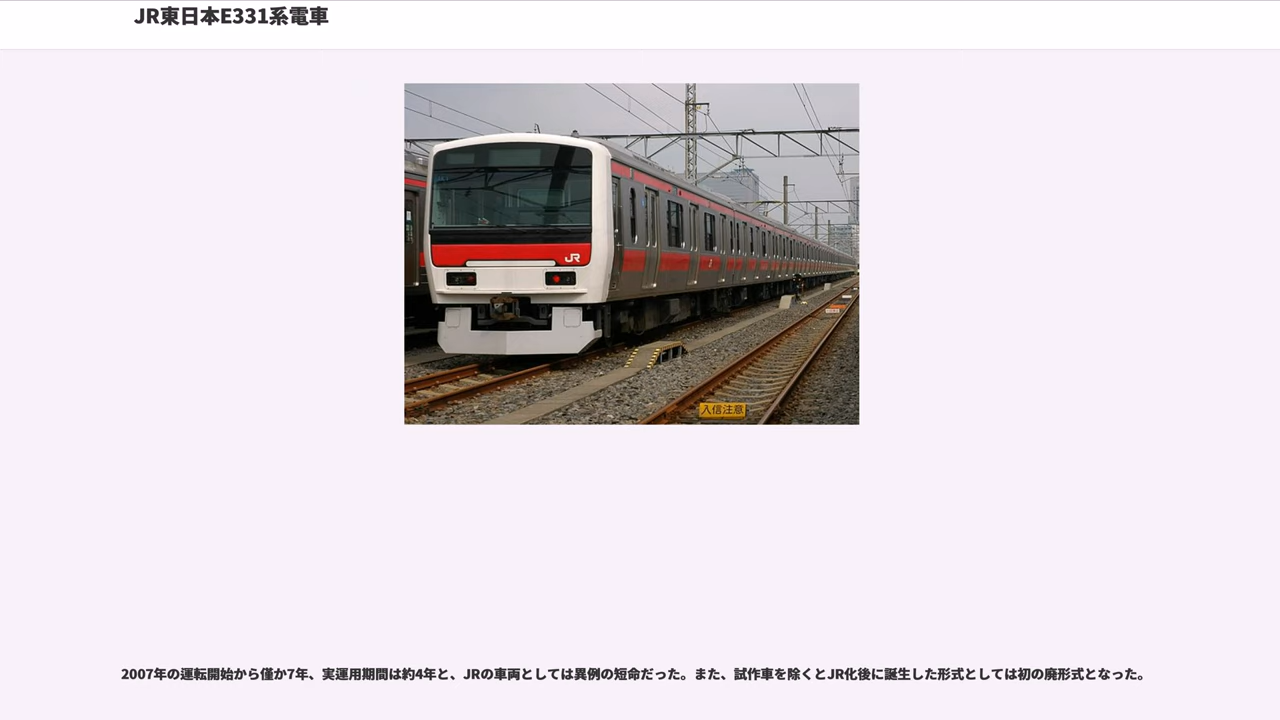 JR東日本E331系電車
JR
入信注意
2007年の運転開始から僅か7年、実運用期間は約4年と、JRの車両としては異例の短命だった。また、試作車を除くとJR化後に誕生した形式としては初の廃形式となった。